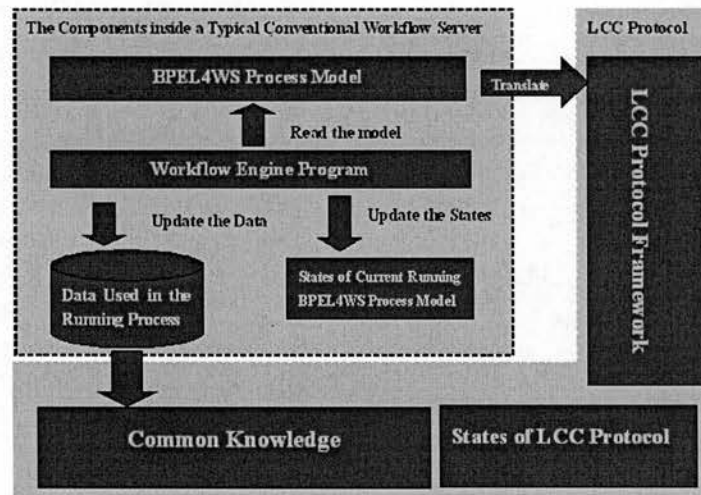 The Components inside a Typical Conventional Workflow Server
LCC Protocol
BPEL4WS Process Model
Translate
Read the model
Workflow Engine Program
Update the Data
Update the States
Data Used in the
Running Process
States of Current Running
BPEL4WS Process Model
LCC Protocol Framework
Common Knowledge
States of LCC Protocol